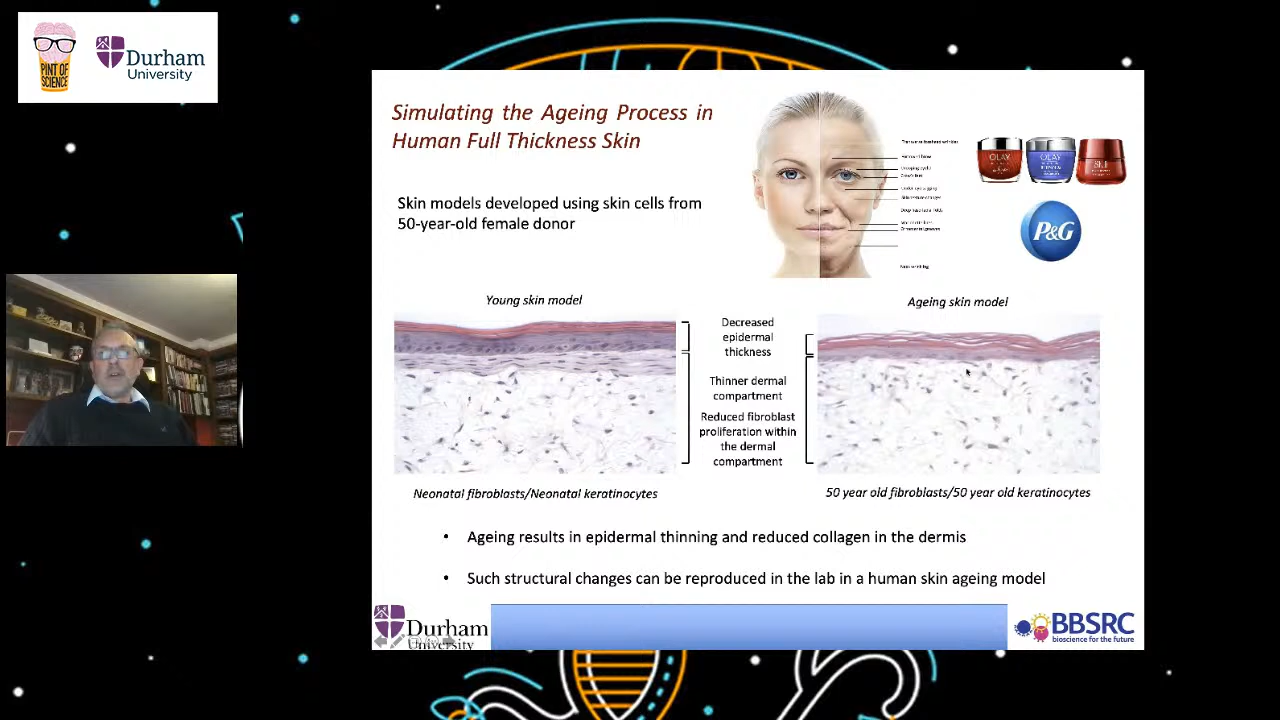 PINT OF
SCIENCE
Durham
University
Simulating the Ageing Process in
Human Full Thickness Skin
Skin models developed using skin cells from
50-year-old female donor
OLAY
OLAY
SK-II
P&G
Young skin model
Ageing skin model
Decreased
epidermal
thickness
Thinner dermal
compartment
Reduced fibroblast
proliferation within
the dermal
compartment
Neonatal fibroblasts/Neonatal keratinocytes
50 year old fibroblasts/50 year old keratinocytes
• Ageing results in epidermal thinning and reduced collagen in the dermis
• Such structural changes can be reproduced in the lab in a human skin ageing model
Durham
University
BBSRC
bioscience for the future